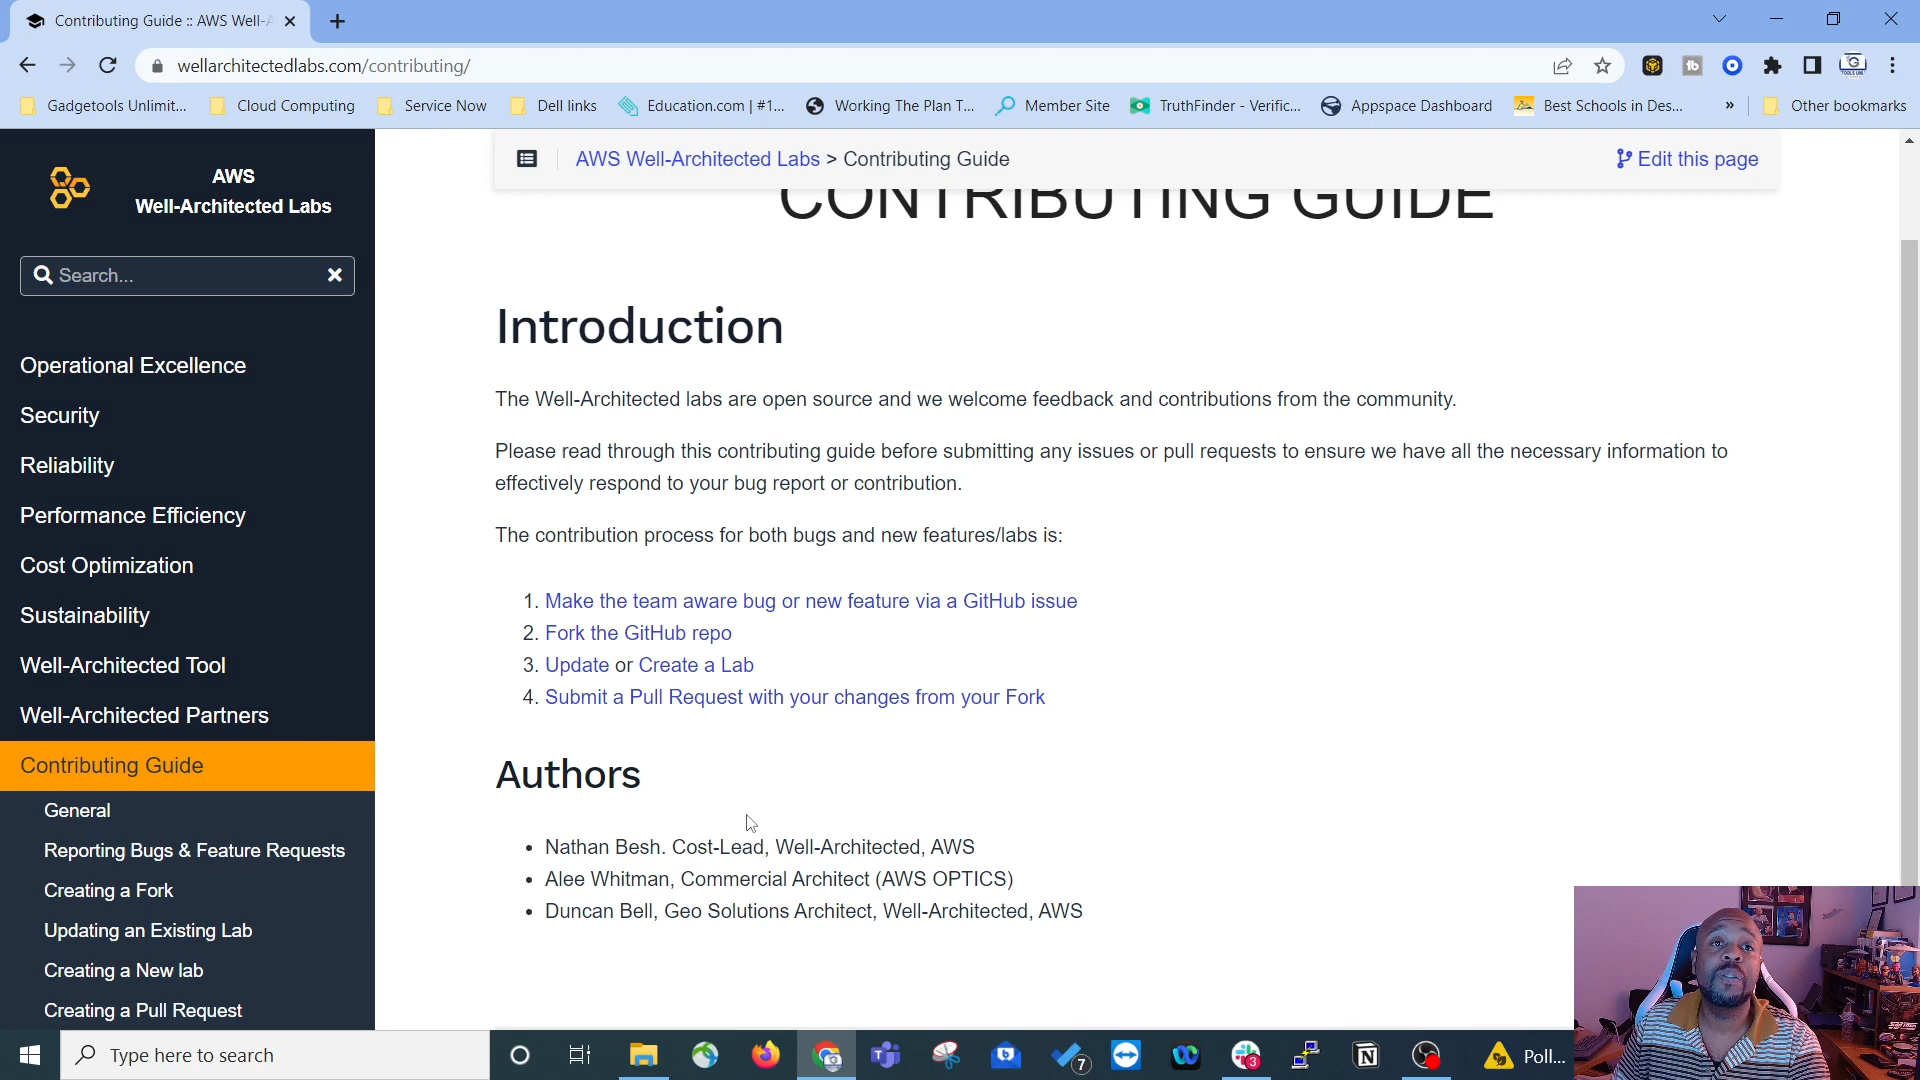 Contributing Guide :: AWS Well-A
wellarchitectedlabs.com/contributing/
Gadgetools Unlimit...
Cloud Computing
Service Now
Dell links
Education.com | #1...
Working The Plan T...
Member Site
TruthFinder - Verific...
Appspace Dashboard
Best Schools in Des...
»
Other bookmarks
AWS
Well-Architected Labs
Search...
Operational Excellence
Security
Reliability
Performance Efficiency
Cost Optimization
Sustainability
Well-Architected Tool
Well-Architected Partners
Contributing Guide
General
Reporting Bugs & Feature Requests
Creating a Fork
Updating an Existing Lab
Creating a New lab
Creating a Pull Request
AWS Well-Architected Labs > Contributing Guide
Edit this page
CONTRIBUTING GUIDE
Introduction
The Well-Architected labs are open source and we welcome feedback and contributions from the community.
Please read through this contributing guide before submitting any issues or pull requests to ensure we have all the necessary information to
effectively respond to your bug report or contribution.
The contribution process for both bugs and new features/labs is:
1. Make the team aware bug or new feature via a GitHub issue
2. Fork the GitHub repo
3. Update or Create a Lab
4. Submit a Pull Request with your changes from your Fork
Authors
• Nathan Besh. Cost-Lead, Well-Architected, AWS
• Alee Whitman, Commercial Architect (AWS OPTICS)
• Duncan Bell, Geo Solutions Architect, Well-Architected, AWS
Type here to search
7
3
Poll...